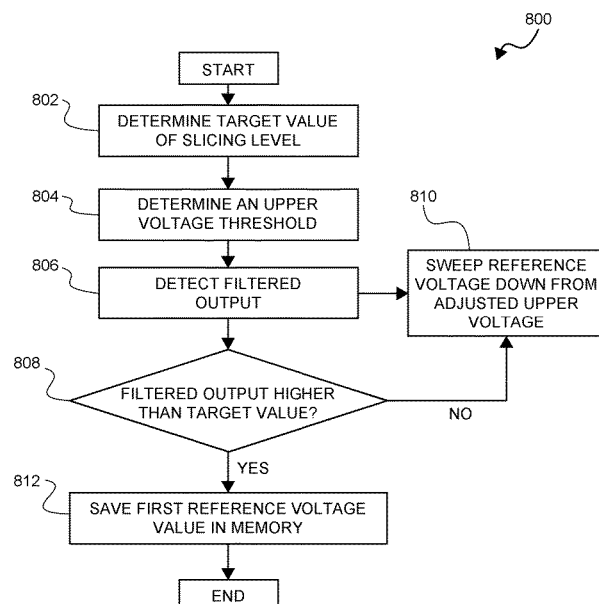 800
START
802
DETERMINE TARGET VALUE
OF SLICING LEVEL
804
DETERMINE AN UPPER
VOLTAGE THRESHOLD
810
806
DETECT FILTERED
OUTPUT
SWEEP REFERENCE
VOLTAGE DOWN FROM
ADJUSTED UPPER
VOLTAGE
808
FILTERED OUTPUT HIGHER
THAN TARGET VALUE?
NO
YES
812
SAVE FIRST REFERENCE VOLTAGE
VALUE IN MEMORY
END